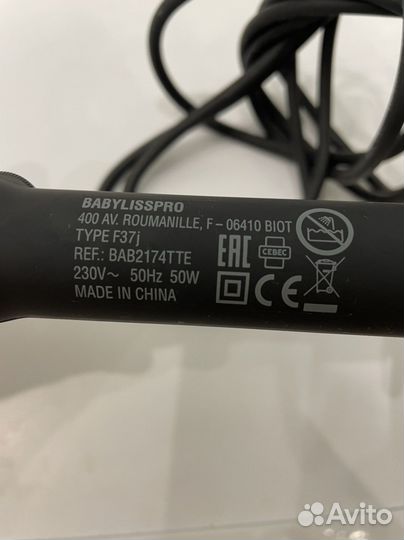 BABYLISSPRO
400 AV. ROUMANILLE, F – 06410 BIOT
TYPE F37j
REF.: BAB2174TTE
230V~ 50Hz 50W
MADE IN CHINA
EAC
CEBEC
CE
Avito